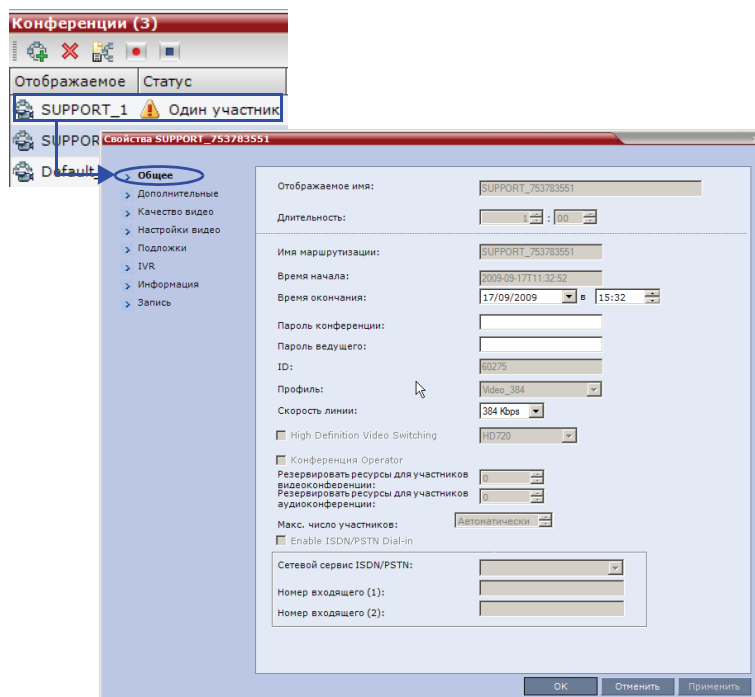 Конференции (3)
Отображаемое Статус
SUPPORT_1 Один участник
SUPPOR
Default_
Свойства SUPPORT_753783551
Общее
Дополнительные
Качество видео
Настройки видео
Подложки
IVR
Информация
Запись
Отображаемое имя: SUPPORT_753783551
Длительность: 1 : 00
Имя маршрутизации: SUPPORT_753783551
Время начала: 2009-09-17T11:32:52
Время окончания: 17/09/2009 в 15:32
Пароль конференции:
Пароль ведущего:
ID: 60275
Профиль: Video_384
Скорость линии: 384 Kbps
High Definition Video Switching HD720
Конференция Operator
Резервировать ресурсы для участников
видеоконференции: 0
Резервировать ресурсы для участников
аудиоконференции: 0
Макс. число участников: Автоматически
Enable ISDN/PSTN Dial-in
Сетевой сервис ISDN/PSTN:
Номер входящего (1):
Номер входящего (2):
OK Отменить Применить